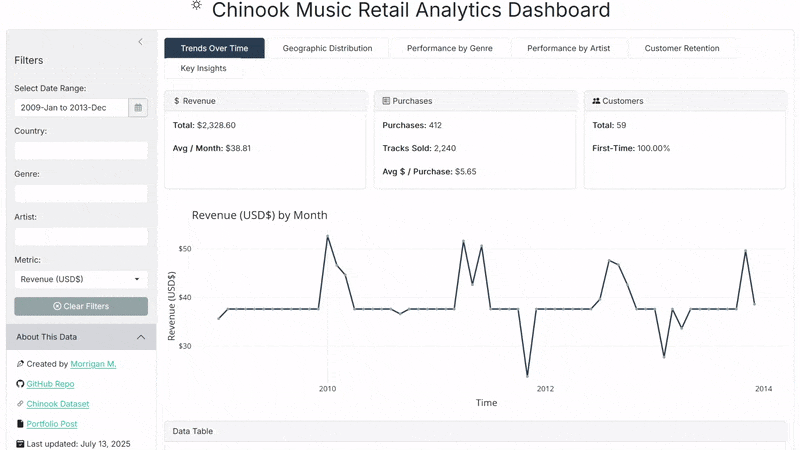 Chinook Music Retail Analytics Dashboard
Filters
Select Date Range:
2009-Jan to 2013-Dec
Country:
Genre:
Artist:
Metric:
Revenue (USD$)
Clear Filters
About This Data
Created by Morrigan M.
GitHub Repo
Chinook Dataset
Portfolio Post
Last updated: July 13, 2025
Trends Over Time
Geographic Distribution
Performance by Genre
Performance by Artist
Customer Retention
Key Insights
$ Revenue
Total: $2,328.60
Avg / Month: $38.81
Purchases
Purchases: 412
Tracks Sold: 2,240
Avg $ / Purchase: $5.65
Customers
Total: 59
First-Time: 100.00%
Revenue (USD$) by Month
Revenue (USD$)
$50
$40
$30
2010
2012
2014
Time
Data Table